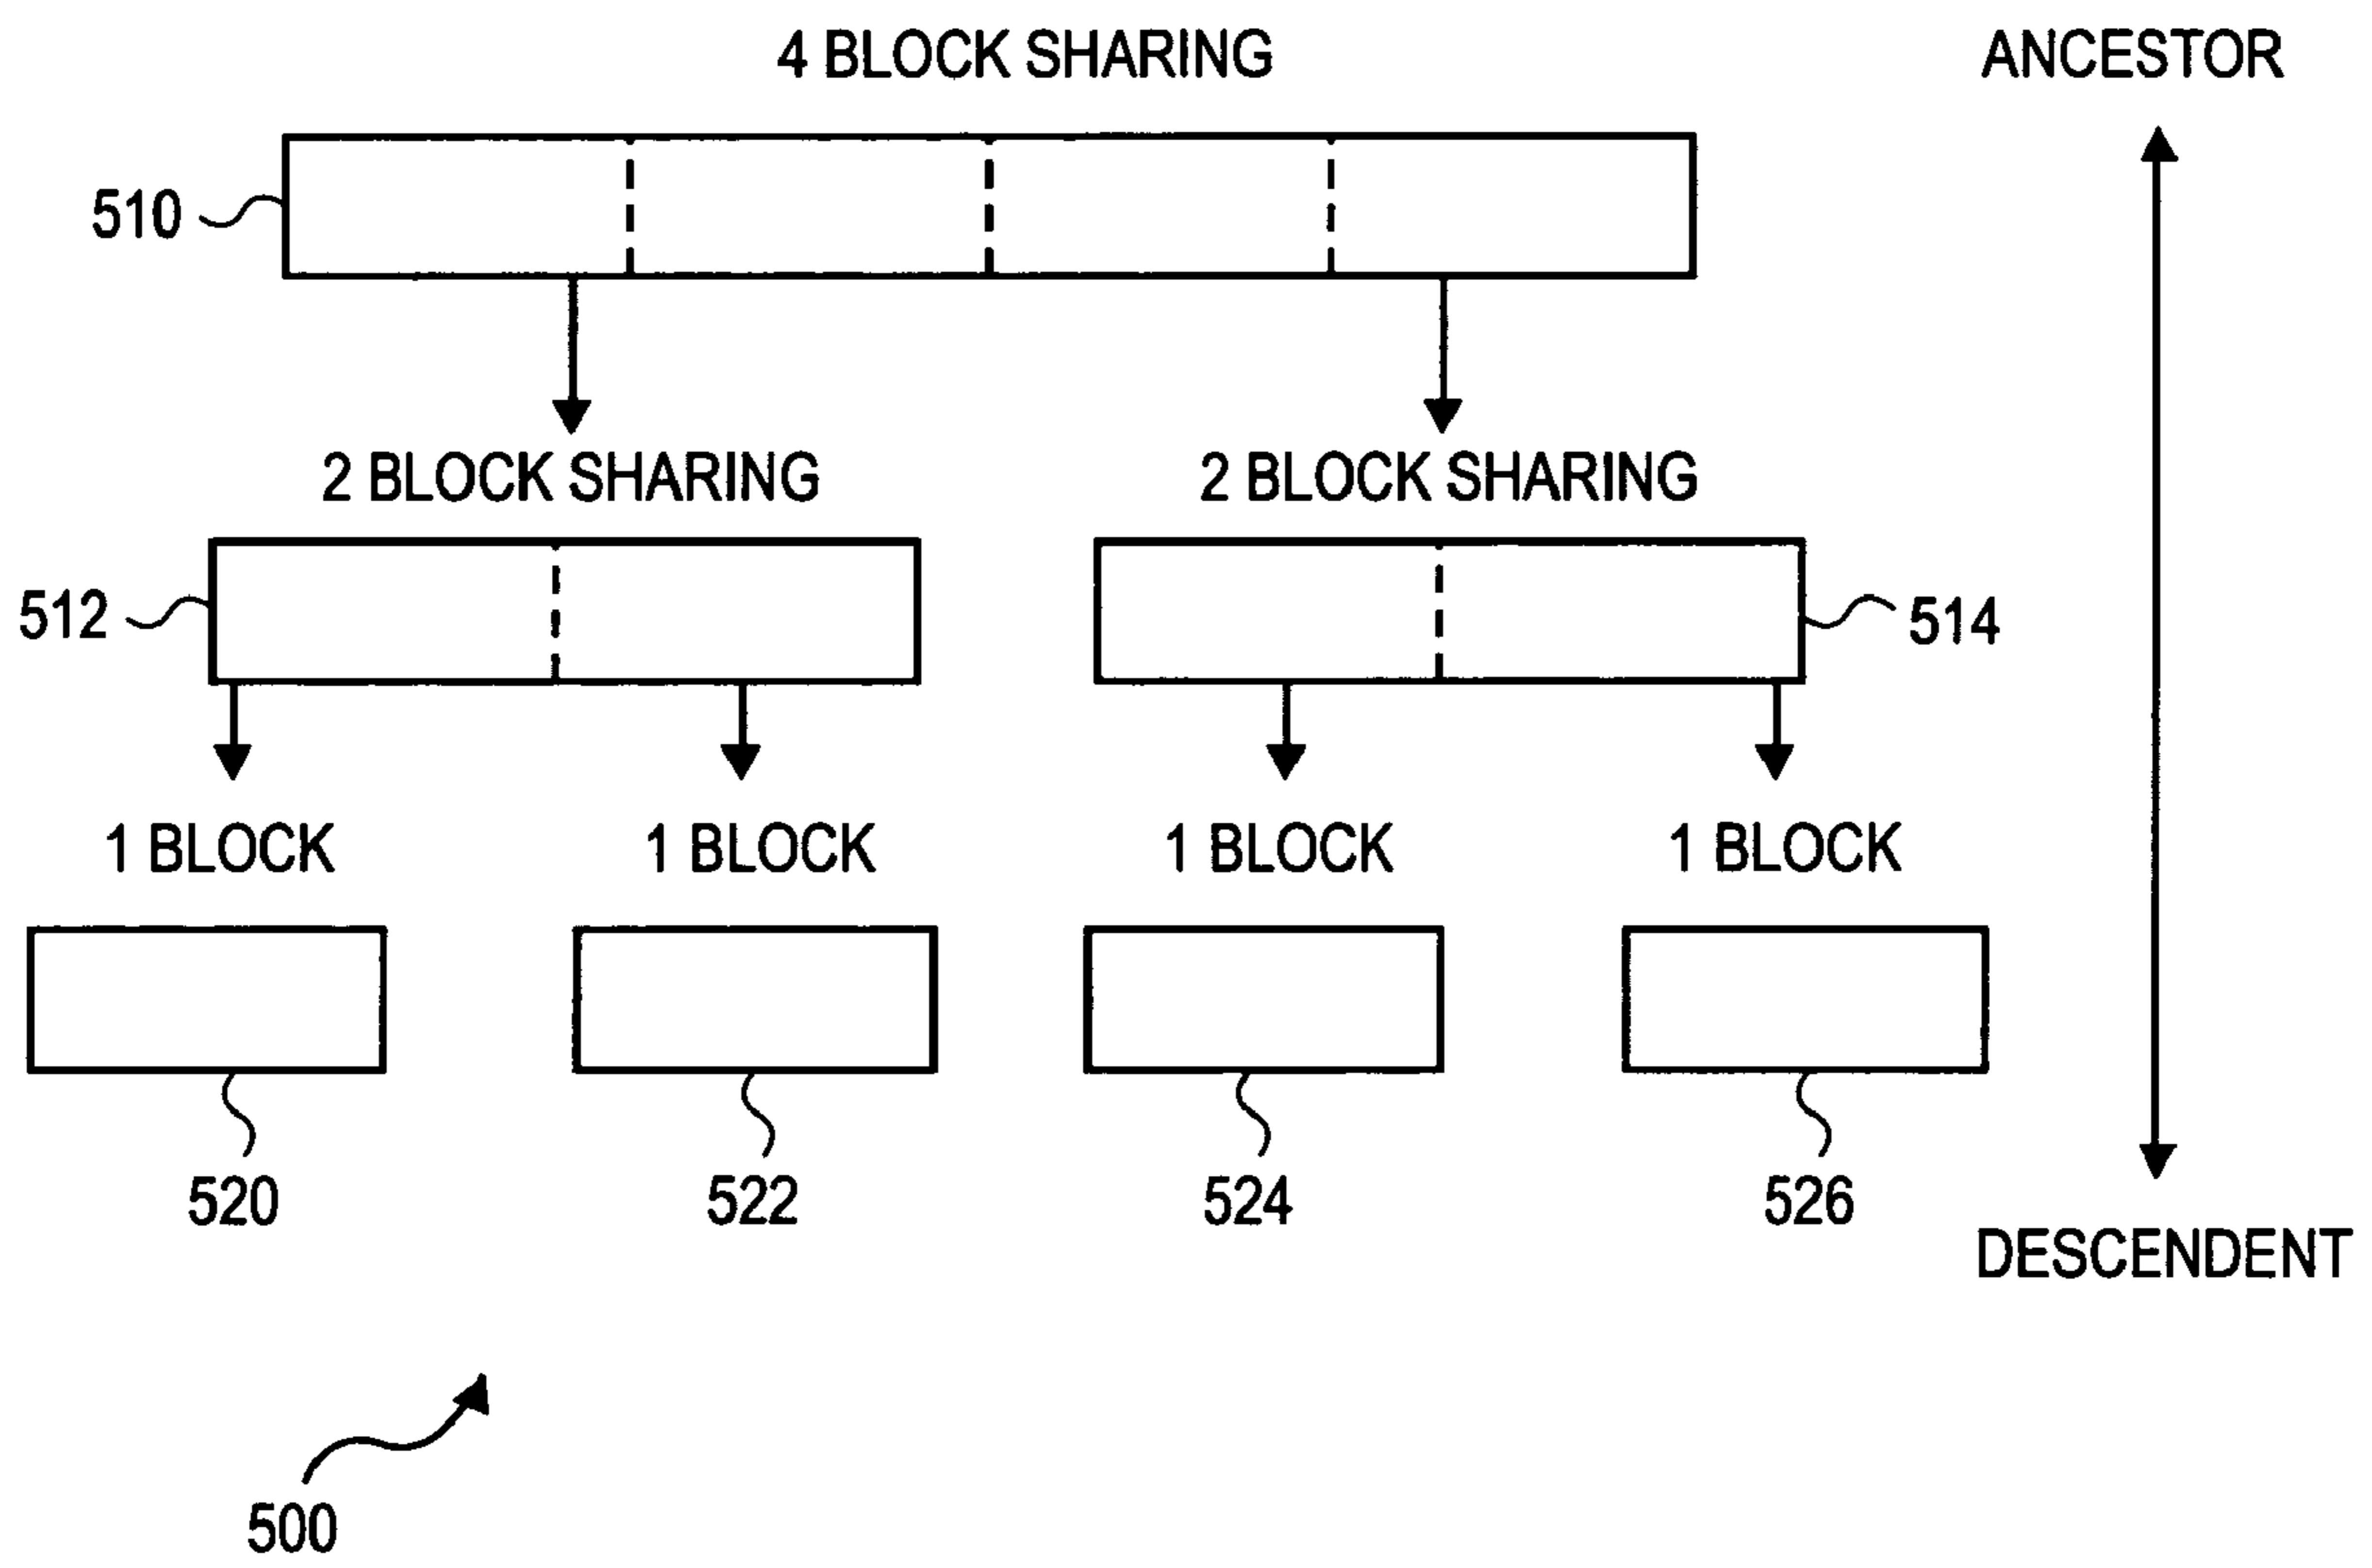 4 BLOCK SHARING
ANCESTOR
510
2 BLOCK SHARING
2 BLOCK SHARING
512
514
1 BLOCK
1 BLOCK
1 BLOCK
1 BLOCK
520
522
524
526
DESCENDENT
500